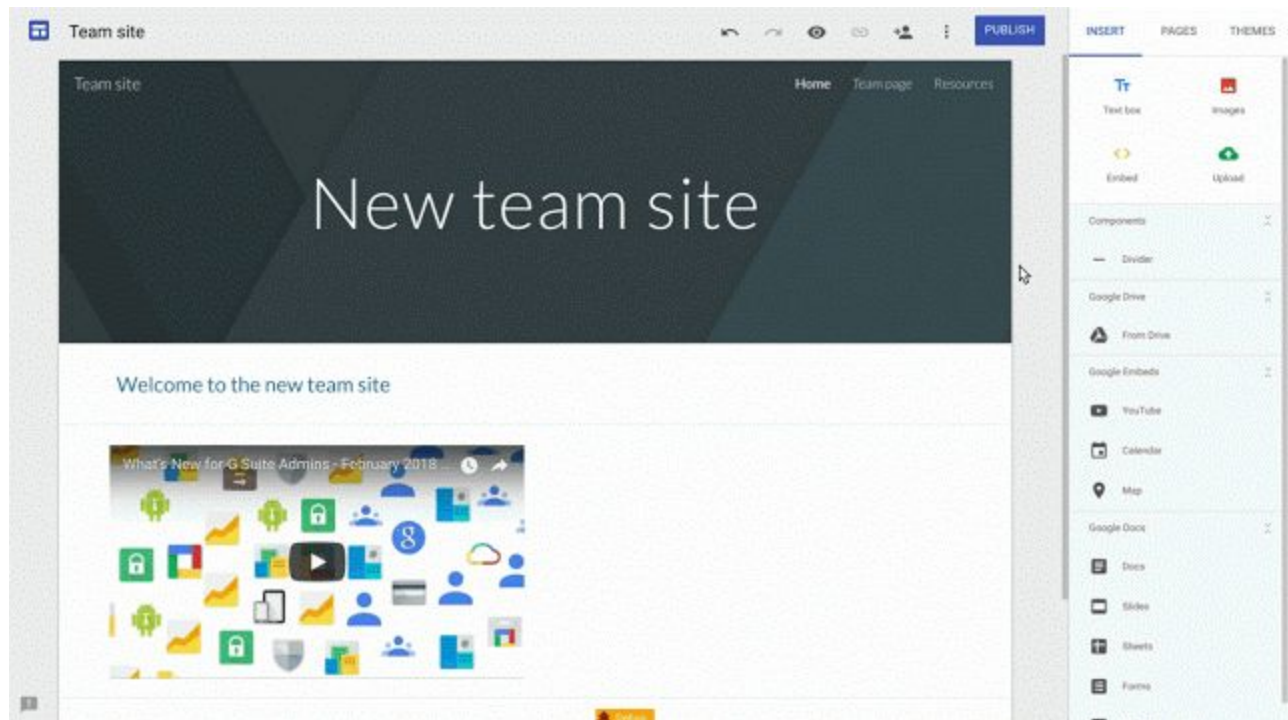 Team site
PUBLISH
INSERT PAGES THEMES
Team site
Home Team page Resources
New team site
Tt
Text box
Images
Embed
Upload
Components
Divider
Google Drive
From Drive
Google Embeds
YouTube
Calendar
Map
Google Docs
Docs
Slides
Sheets
Forms
Welcome to the new team site
What's New for G Suite Admins - February 2018 ...
g